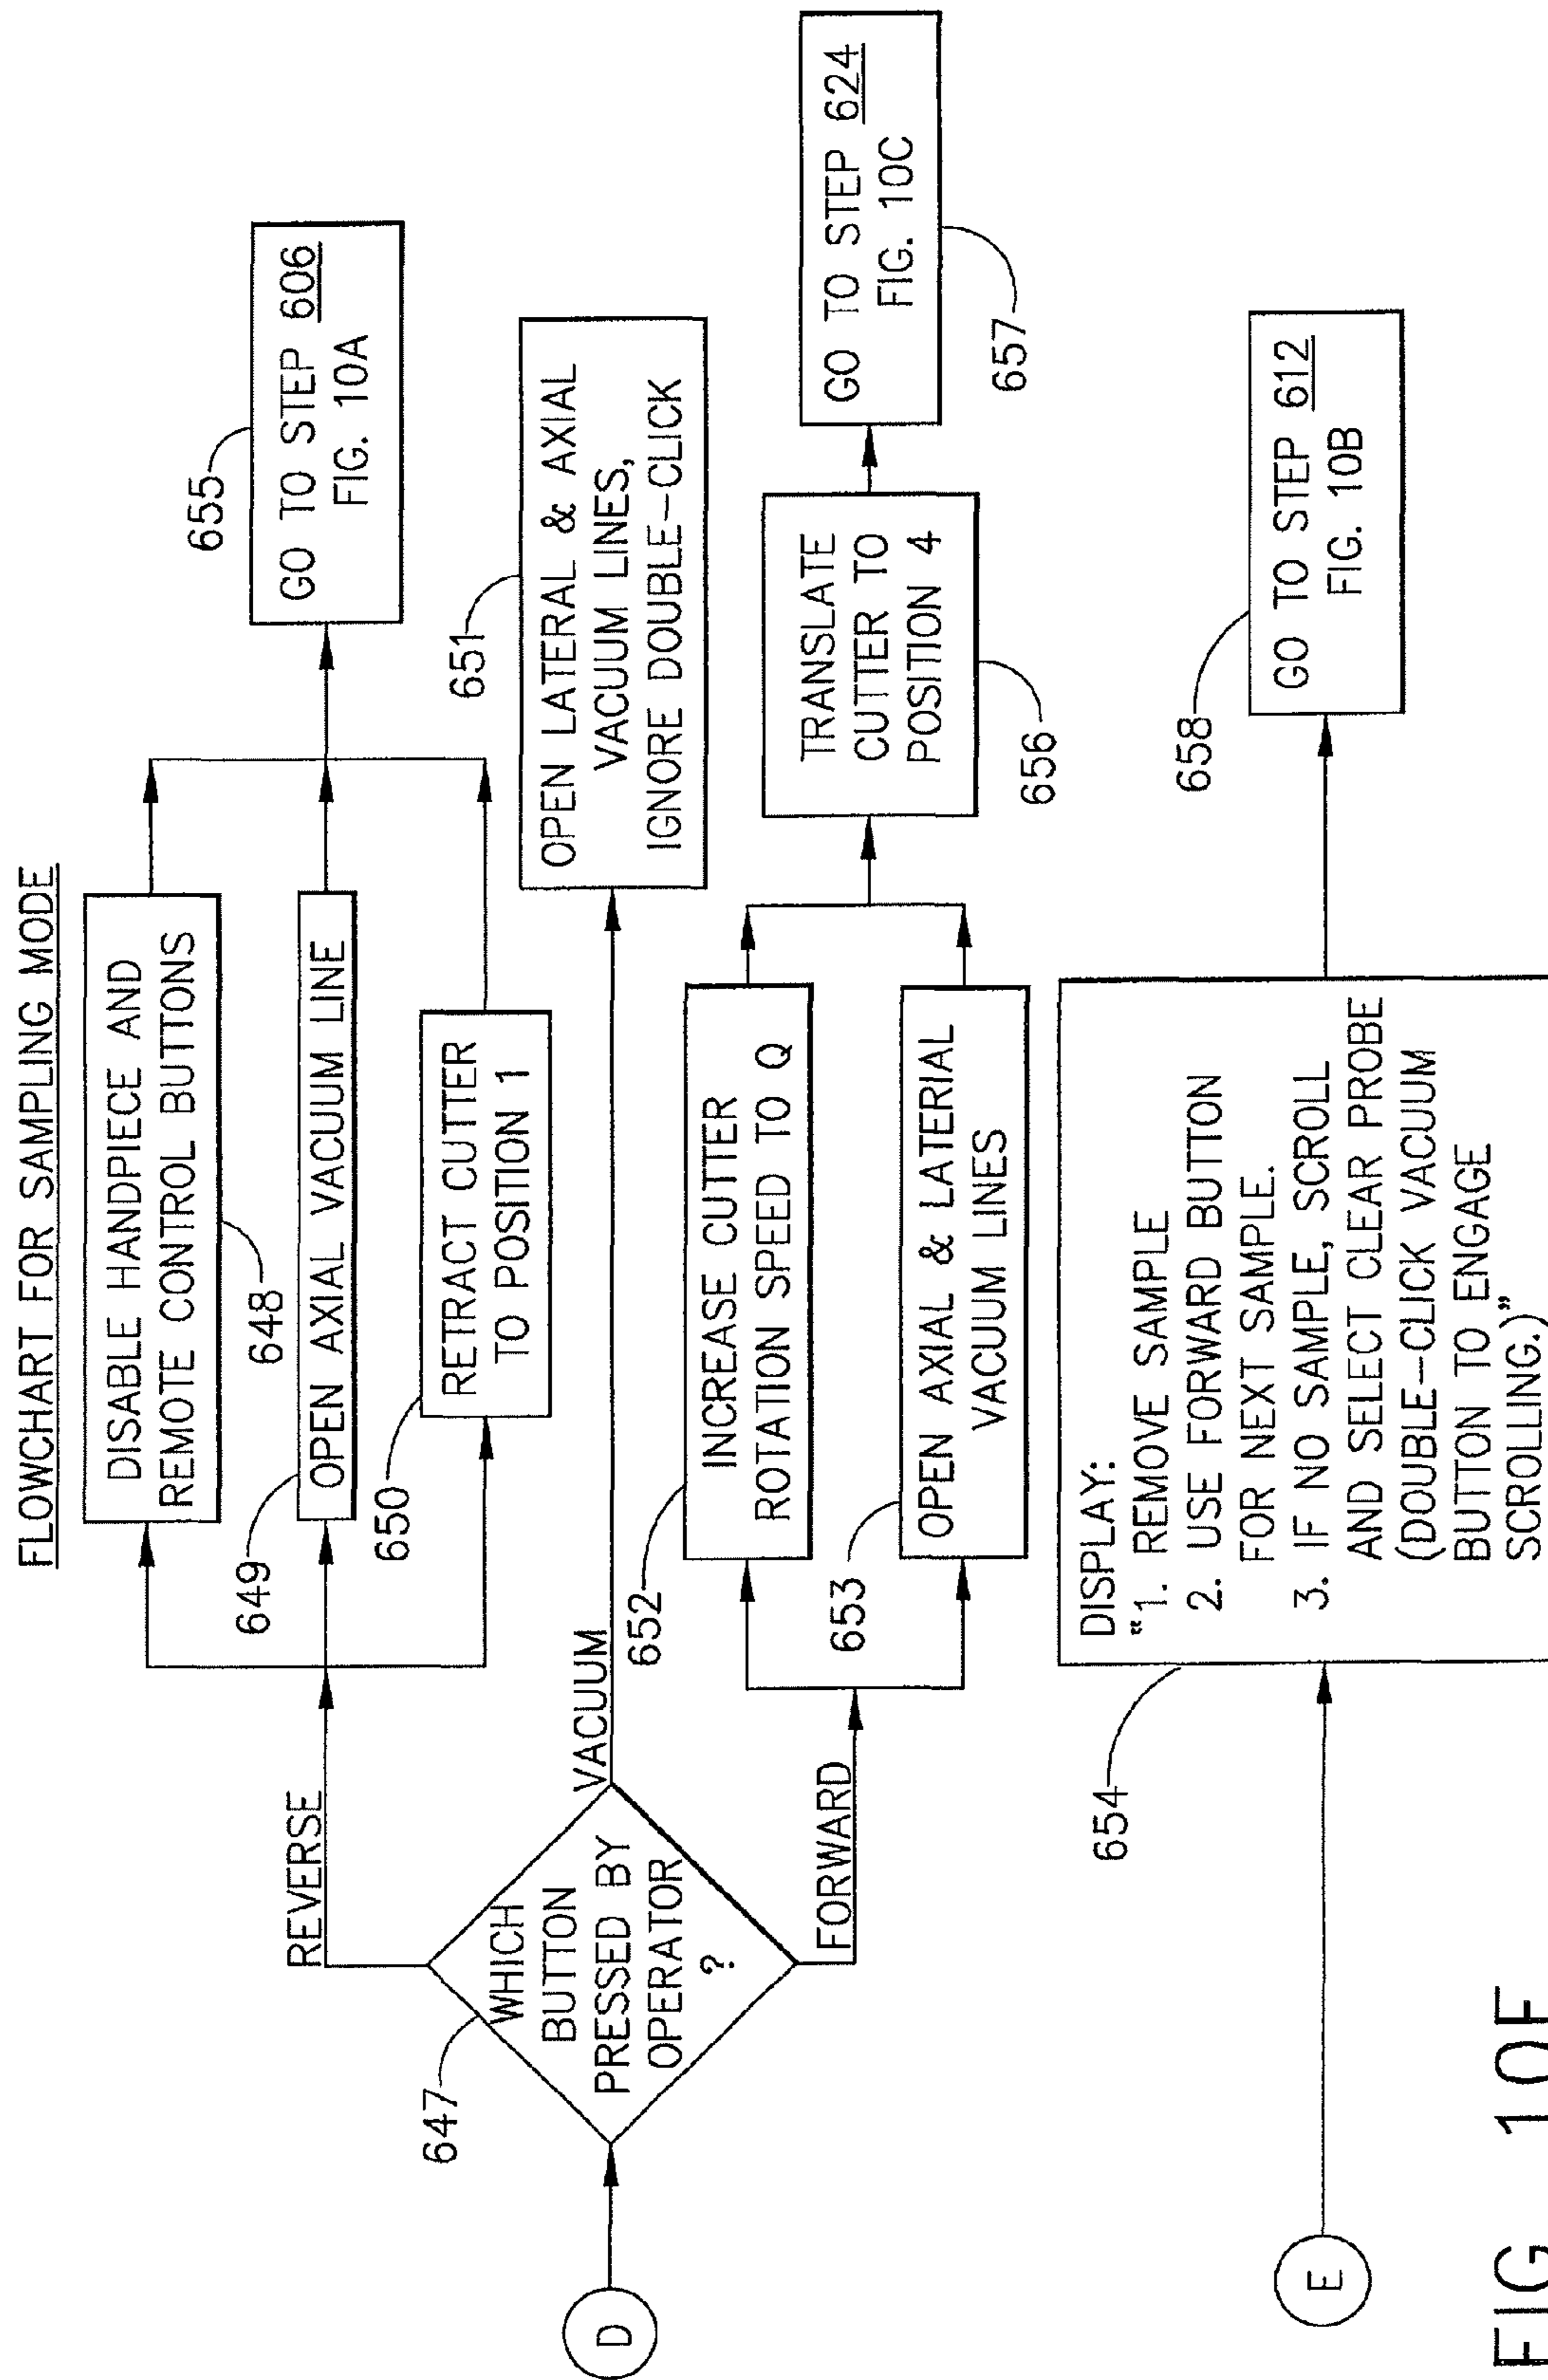 FLOWCHART FOR SAMPLING MODE
DISABLE HANDPIECE AND
REMOTE CONTROL BUTTONS
648
649
OPEN AXIAL VACUUM LINE
650
RETRACT CUTTER
TO POSITION 1
655
GO TO STEP 606
FIG. 10A
REVERSE
647
WHICH
BUTTON
PRESSED BY
OPERATOR
?
D
VACUUM
651
OPEN LATERAL & AXIAL
VACUUM LINES,
IGNORE DOUBLE-CLICK
FORWARD
652
INCREASE CUTTER
ROTATION SPEED TO Q
653
OPEN AXIAL & LATERIAL
VACUUM LINES
TRANSLATE
CUTTER TO
POSITION 4
656
GO TO STEP 624
FIG. 10C
657
E
654
DISPLAY:
"1. REMOVE SAMPLE
2. USE FORWARD BUTTON
FOR NEXT SAMPLE.
3. IF NO SAMPLE, SCROLL
AND SELECT CLEAR PROBE
(DOUBLE-CLICK VACUUM
BUTTON TO ENGAGE
SCROLLING.)"
658
GO TO STEP 612
FIG. 10B
FIG